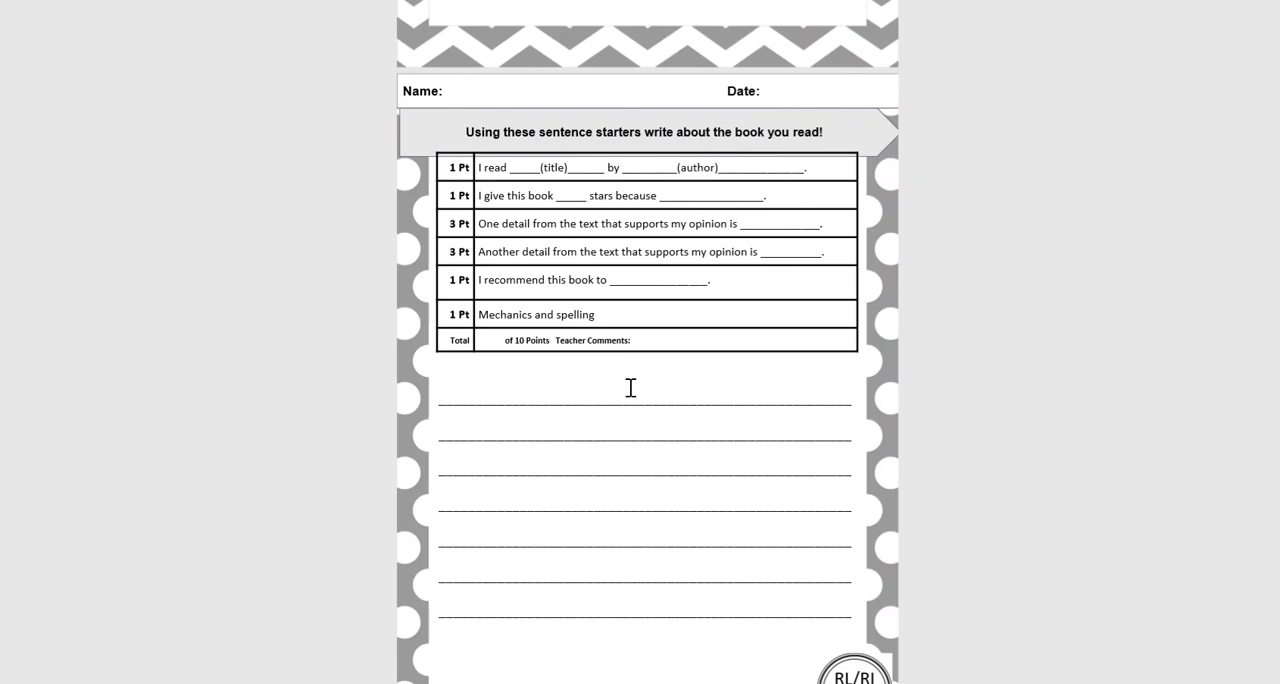 Name: Date:
Using these sentence starters write about the book you read!
1 Pt I read _____(title)______ by _________(author)______________.
1 Pt I give this book _____ stars because _________________.
3 Pt One detail from the text that supports my opinion is _____________.
3 Pt Another detail from the text that supports my opinion is __________.
1 Pt I recommend this book to ________________.
1 Pt Mechanics and spelling
Total of 10 Points Teacher Comments:
RL/RI